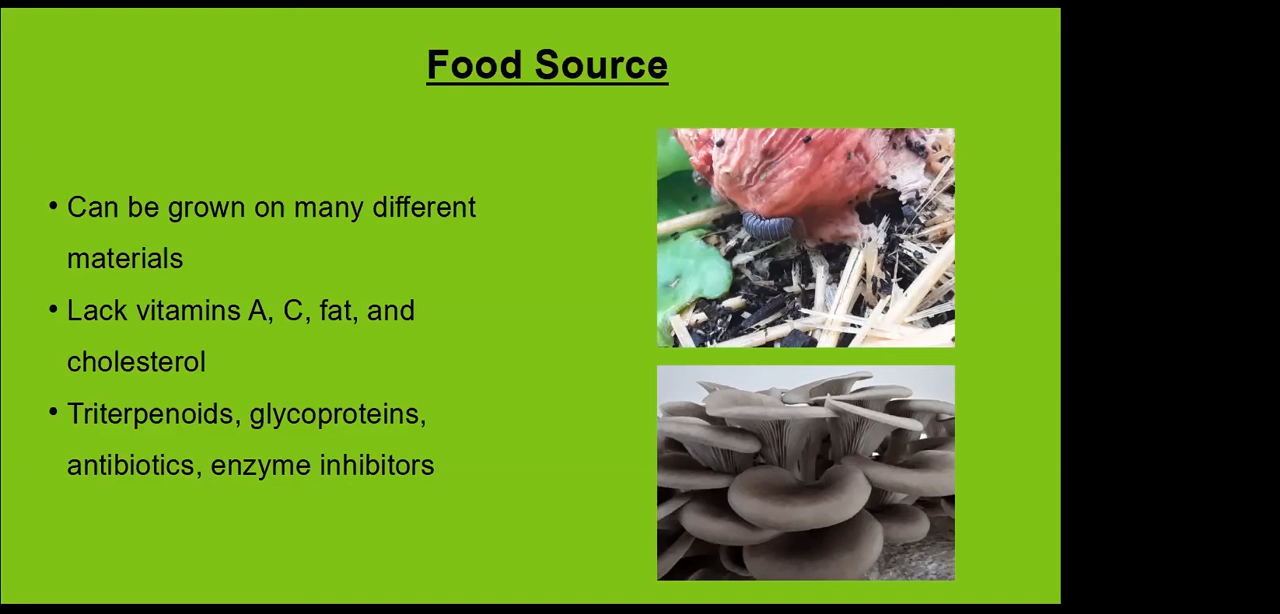 Food Source
• Can be grown on many different
materials
• Lack vitamins A, C, fat, and
cholesterol
• Triterpenoids, glycoproteins,
antibiotics, enzyme inhibitors